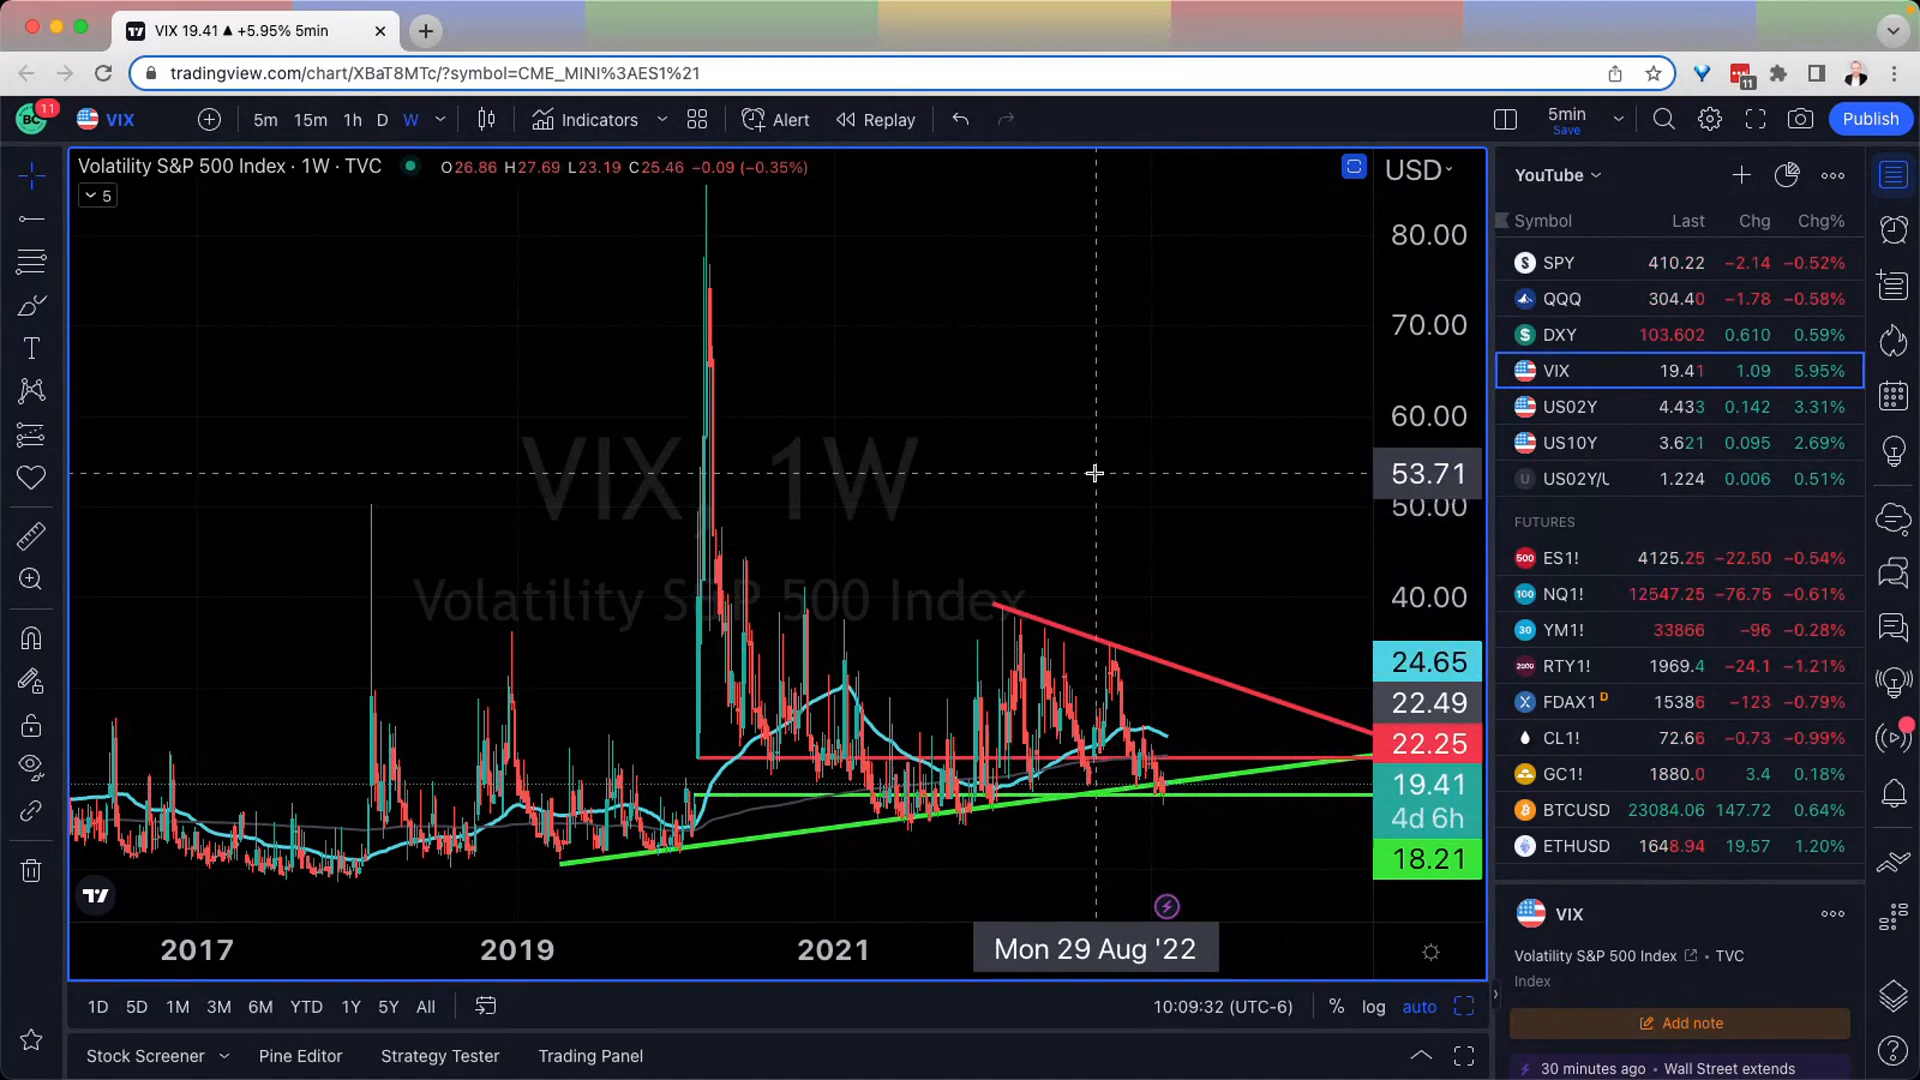 VIX 19.41 ▲ +5.95% 5min
tradingview.com/chart/XBaT8MTc/?symbol=CME_MINI%3AES1%21
11
BC 11
VIX
5m 15m 1h D W
Indicators
Alert
Replay
5min
Save
Publish
Volatility S&P 500 Index · 1W · TVC
O26.86 H27.69 L23.19 C25.46 −0.09 (−0.35%)
5
USD
80.00
70.00
60.00
53.71
50.00
40.00
24.65
22.49
22.25
19.41
4d 6h
18.21
VIX, 1W
Volatility S&P 500 Index
2017
2019
2021
Mon 29 Aug '22
1D 5D 1M 3M 6M YTD 1Y 5Y All
10:09:32 (UTC-6)
% log auto
Stock Screener
Pine Editor
Strategy Tester
Trading Panel
YouTube
Symbol Last Chg Chg%
SPY 410.22 −2.14 −0.52%
QQQ 304.40 −1.78 −0.58%
DXY 103.602 0.610 0.59%
VIX 19.41 1.09 5.95%
US02Y 4.433 0.142 3.31%
US10Y 3.621 0.095 2.69%
US02Y/ 1.224 0.006 0.51%
FUTURES
500 ES1! 4125.25 −22.50 −0.54%
100 NQ1! 12547.25 −76.75 −0.61%
30 YM1! 33866 −96 −0.28%
2000 RTY1! 1969.4 −24.1 −1.21%
FDAX1 D 15386 −123 −0.79%
CL1! 72.66 −0.73 −0.99%
GC1! 1880.0 3.4 0.18%
BTCUSD 23084.06 147.72 0.64%
ETHUSD 1648.94 19.57 1.20%
VIX
Volatility S&P 500 Index • TVC
Index
Add note
30 minutes ago • Wall Street extends